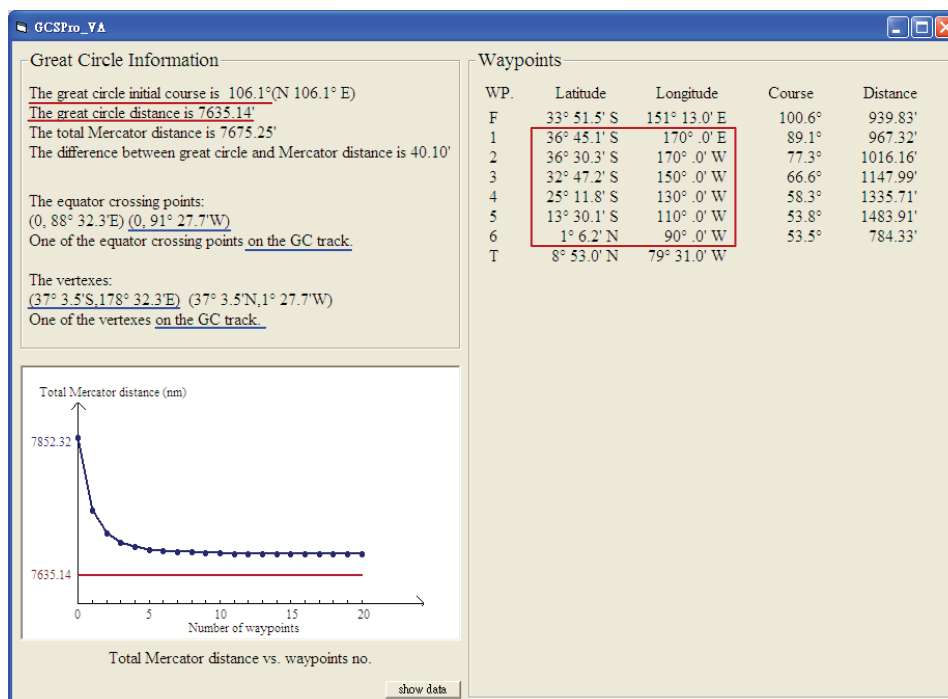 GCSPro_VA
Great Circle Information
The great circle initial course is  106.1°(N 106.1° E)
The great circle distance is 7635.14'
The total Mercator distance is 7675.25'
The difference between great circle and Mercator distance is 40.10'
The equator crossing points:
(0, 88° 32.3'E) (0, 91° 27.7'W)
One of the equator crossing points on the GC track.
The vertexes:
(37° 3.5'S,178° 32.3'E)  (37° 3.5'N,1° 27.7'W)
One of the vertexes on the GC track.
Total Mercator distance (nm)
7852.32
7635.14
0 5 10 15 20
Number of waypoints
Total Mercator distance vs. waypoints no.
show data
Waypoints
WP. Latitude Longitude Course Distance
F 33° 51.5' S 151° 13.0' E 100.6° 939.83'
1 36° 45.1' S 170° .0' E 89.1° 967.32'
2 36° 30.3' S 170° .0' W 77.3° 1016.16'
3 32° 47.2' S 150° .0' W 66.6° 1147.99'
4 25° 11.8' S 130° .0' W 58.3° 1335.71'
5 13° 30.1' S 110° .0' W 53.8° 1483.91'
6 1° 6.2' N 90° .0' W 53.5° 784.33'
T 8° 53.0' N 79° 31.0' W